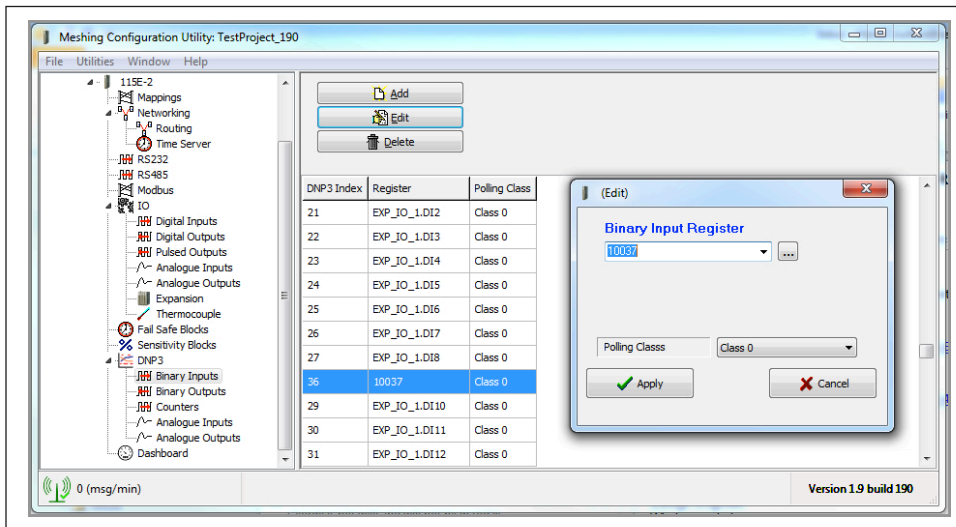 Meshing Configuration Utility: TestProject_190
File Utilities Window Help
115E-2
Mappings
Networking
Routing
Time Server
RS232
RS485
Modbus
IO
Digital Inputs
Digital Outputs
Pulsed Outputs
Analogue Inputs
Analogue Outputs
Expansion
Thermocouple
Fail Safe Blocks
Sensitivity Blocks
DNP3
Binary Inputs
Binary Outputs
Counters
Analogue Inputs
Analogue Outputs
Dashboard
Add
Edit
Delete
DNP3 Index Register Polling Class
21 EXP_IO_1.DI2 Class 0
22 EXP_IO_1.DI3 Class 0
23 EXP_IO_1.DI4 Class 0
24 EXP_IO_1.DI5 Class 0
25 EXP_IO_1.DI6 Class 0
26 EXP_IO_1.DI7 Class 0
27 EXP_IO_1.DI8 Class 0
36 10037 Class 0
29 EXP_IO_1.DI10 Class 0
30 EXP_IO_1.DI11 Class 0
31 EXP_IO_1.DI12 Class 0
(Edit)
Binary Input Register
10037
...
Polling Classs Class 0
Apply Cancel
0 (msg/min) Version 1.9 build 190